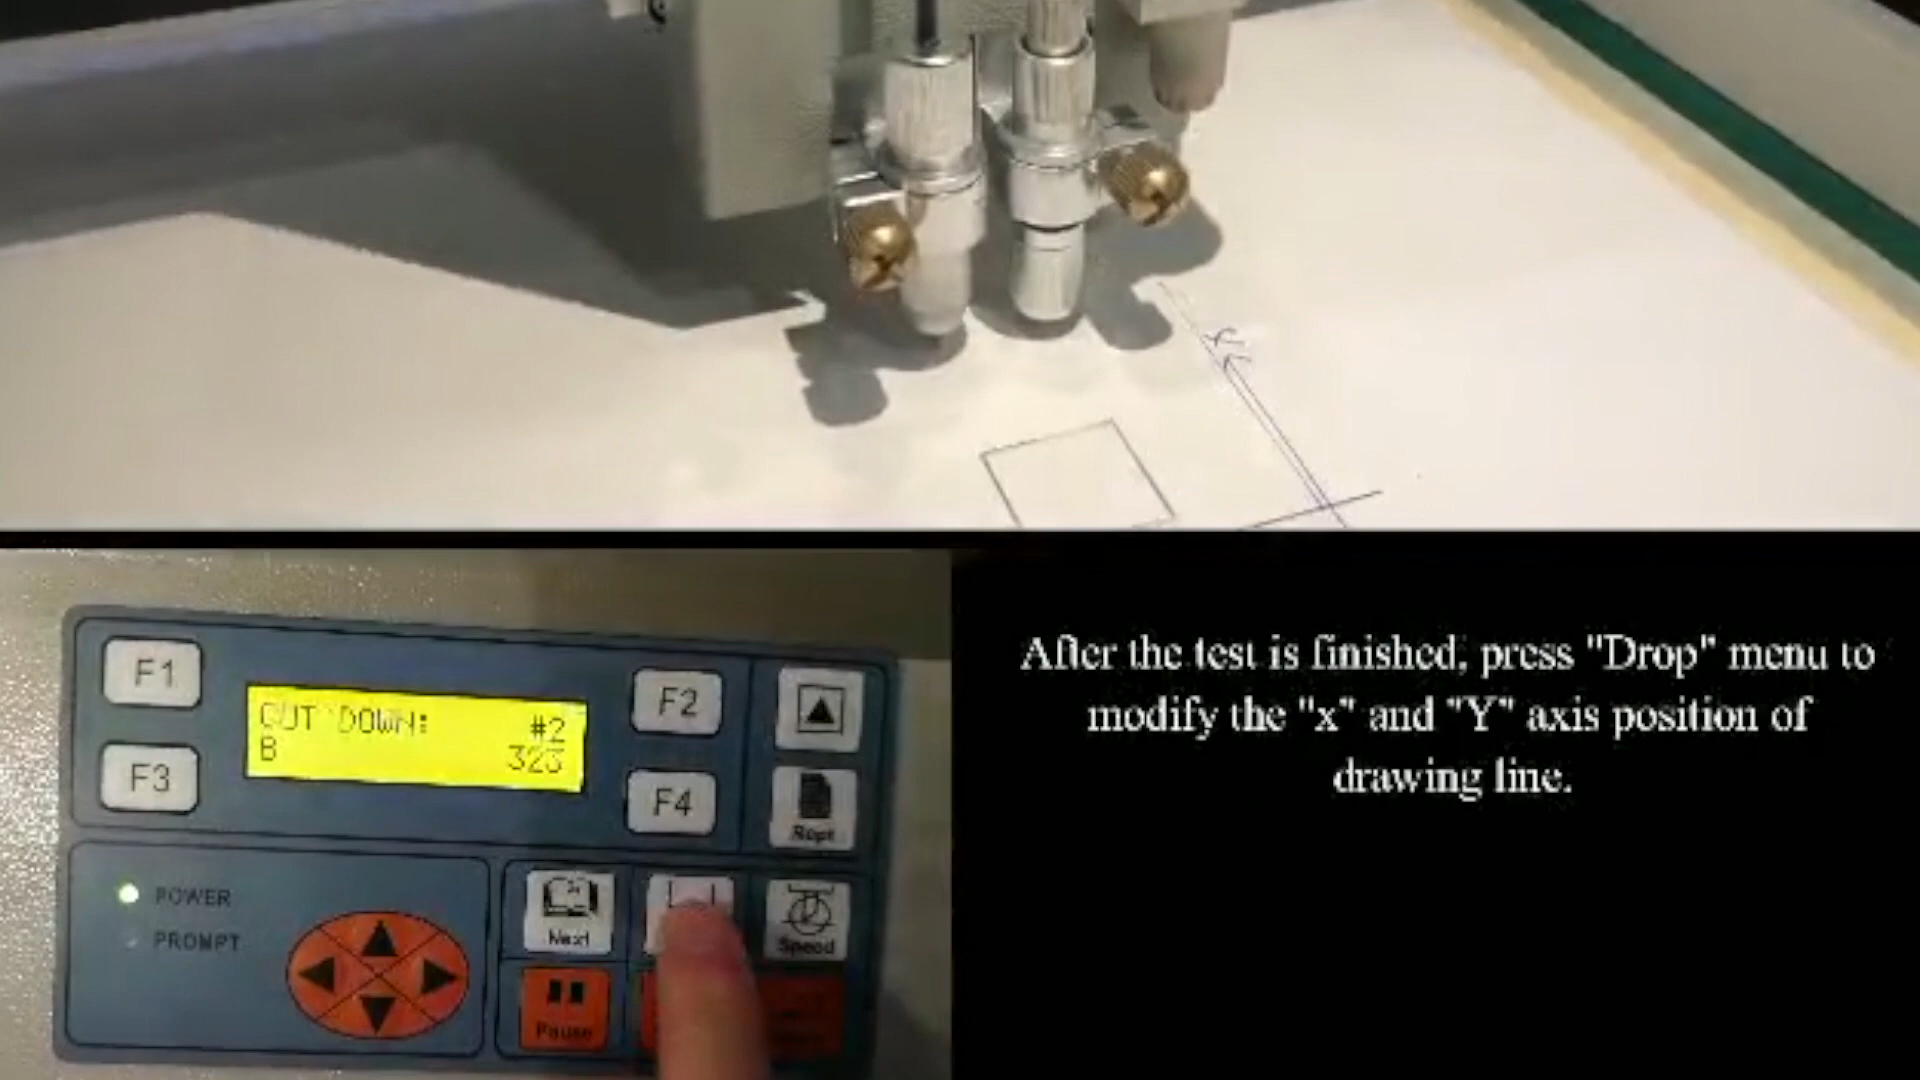 F1
CUT DOWN: #2
B 323
F2
F3
F4
Rept
POWER
PROMPT
Next
Speed
Pause
After the test is finished, press "Drop" menu to
modify the "x" and "Y" axis position of
drawing line.